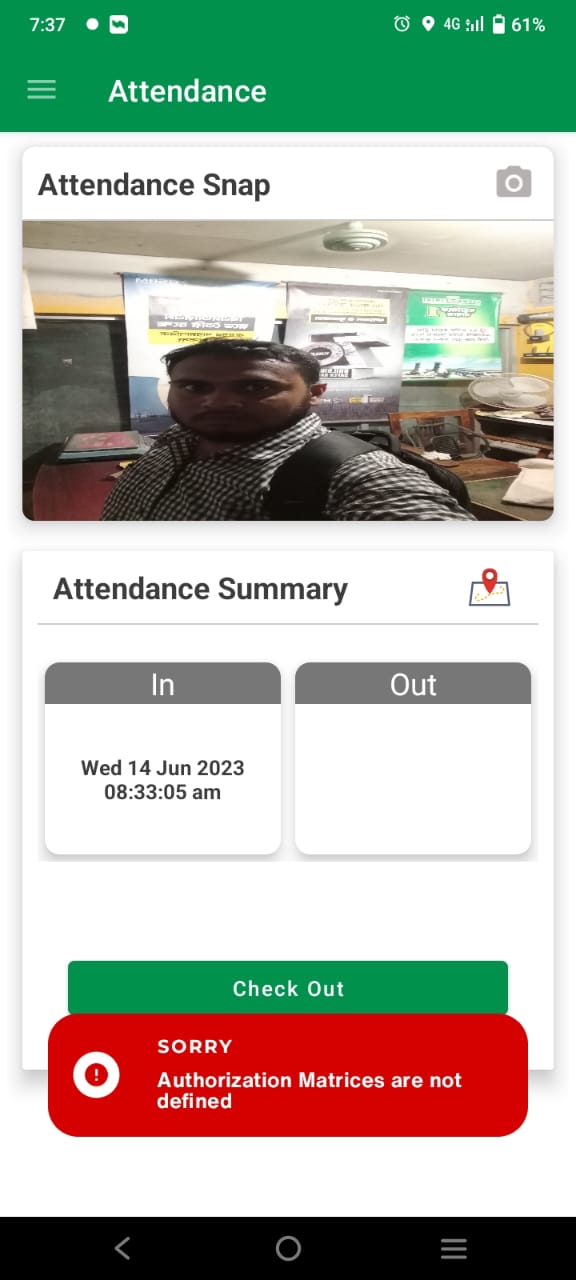 7:37
4G
61%
Attendance
Attendance Snap
Attendance Summary
In
Out
Wed 14 Jun 2023
08:33:05 am
Check Out
SORRY
Authorization Matrices are not
defined